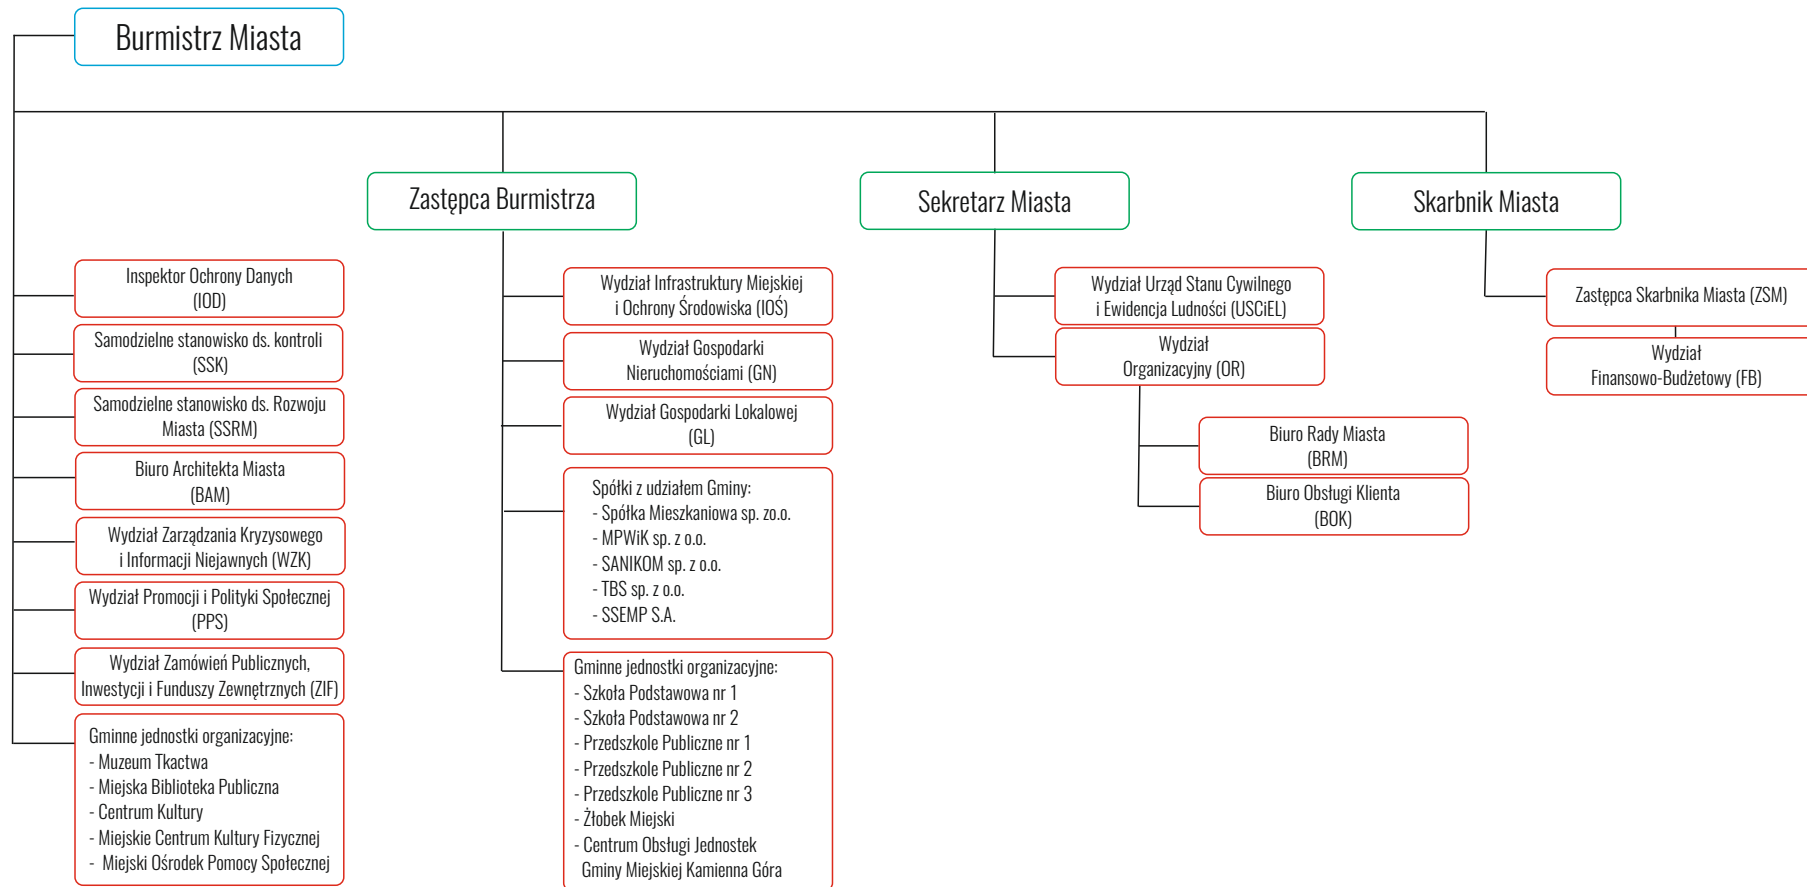 Burmistrz Miasta
Zastępca Burmistrza
Sekretarz Miasta
Skarbnik Miasta
Inspektor Ochrony Danych
(IOD)
Samodzielne stanowisko ds. kontroli
(SSK)
Samodzielne stanowisko ds. Rozwoju
Miasta (SSRM)
Biuro Architekta Miasta
(BAM)
Wydział Zarządzania Kryzysowego
i Informacji Niejawnych (WZK)
Wydział Promocji i Polityki Społecznej
(PPS)
Wydział Zamówień Publicznych,
Inwestycji i Funduszy Zewnętrznych (ZIF)
Gminne jednostki organizacyjne:
- Muzeum Tkactwa
- Miejska Biblioteka Publiczna
- Centrum Kultury
- Miejskie Centrum Kultury Fizycznej
- Miejski Ośrodek Pomocy Społecznej
Wydział Infrastruktury Miejskiej
i Ochrony Środowiska (IOŚ)
Wydział Gospodarki
Nieruchomościami (GN)
Wydział Gospodarki Lokalowej
(GL)
Spółki z udziałem Gminy:
- Spółka Mieszkaniowa sp. zo.o.
- MPWiK sp. z o.o.
- SANIKOM sp. z o.o.
- TBS sp. z o.o.
- SSEMP S.A.
Gminne jednostki organizacyjne:
- Szkoła Podstawowa nr 1
- Szkoła Podstawowa nr 2
- Przedszkole Publiczne nr 1
- Przedszkole Publiczne nr 2
- Przedszkole Publiczne nr 3
- Żłobek Miejski
- Centrum Obsługi Jednostek
Gminy Miejskiej Kamienna Góra
Wydział Urząd Stanu Cywilnego
i Ewidencja Ludności (USCiEL)
Wydział
Organizacyjny (OR)
Biuro Rady Miasta
(BRM)
Biuro Obsługi Klienta
(BOK)
Zastępca Skarbnika Miasta (ZSM)
Wydział
Finansowo-Budżetowy (FB)